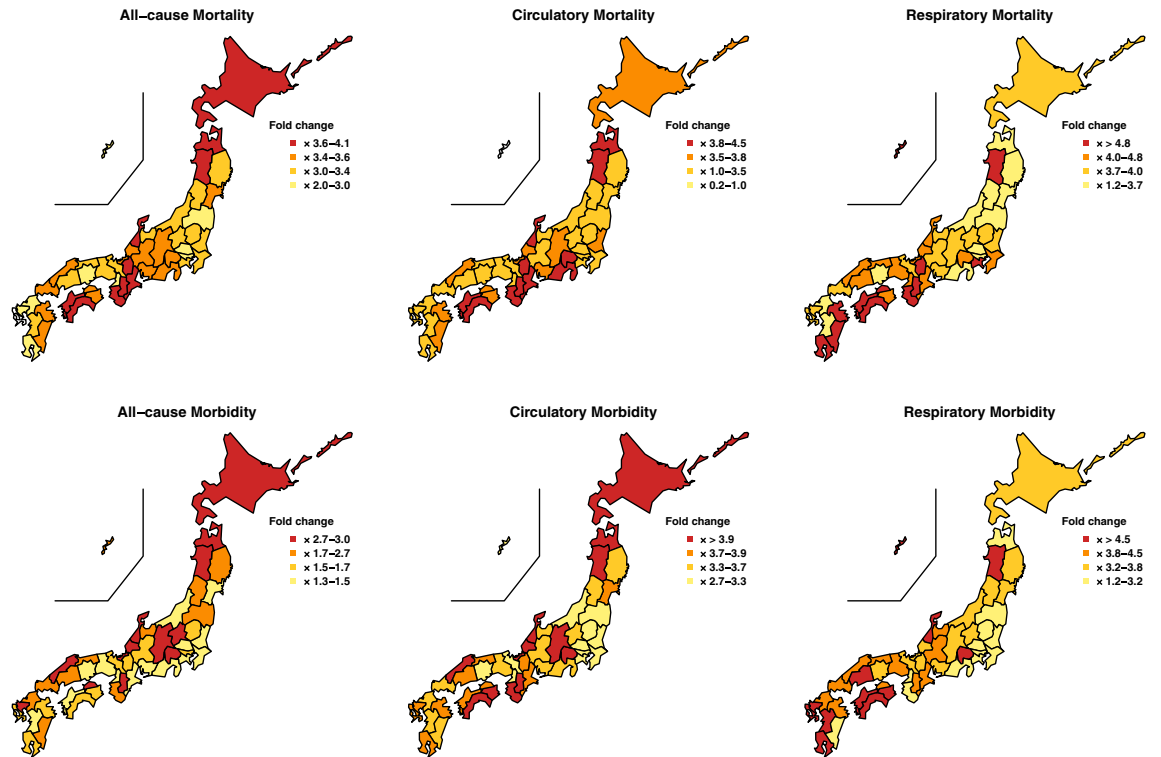 All−cause Mortality
Circulatory Mortality
Respiratory Mortality
Fold change
× 3.6−4.1
× 3.4−3.6
× 3.0−3.4
× 2.0−3.0
Fold change
× 3.8−4.5
× 3.5−3.8
× 1.0−3.5
× 0.2−1.0
Fold change
× > 4.8
× 4.0−4.8
× 3.7−4.0
× 1.2−3.7
All−cause Morbidity
Circulatory Morbidity
Respiratory Morbidity
Fold change
× 2.7−3.0
× 1.7−2.7
× 1.5−1.7
× 1.3−1.5
Fold change
× > 3.9
× 3.7−3.9
× 3.3−3.7
× 2.7−3.3
Fold change
× > 4.5
× 3.8−4.5
× 3.2−3.8
× 1.2−3.2